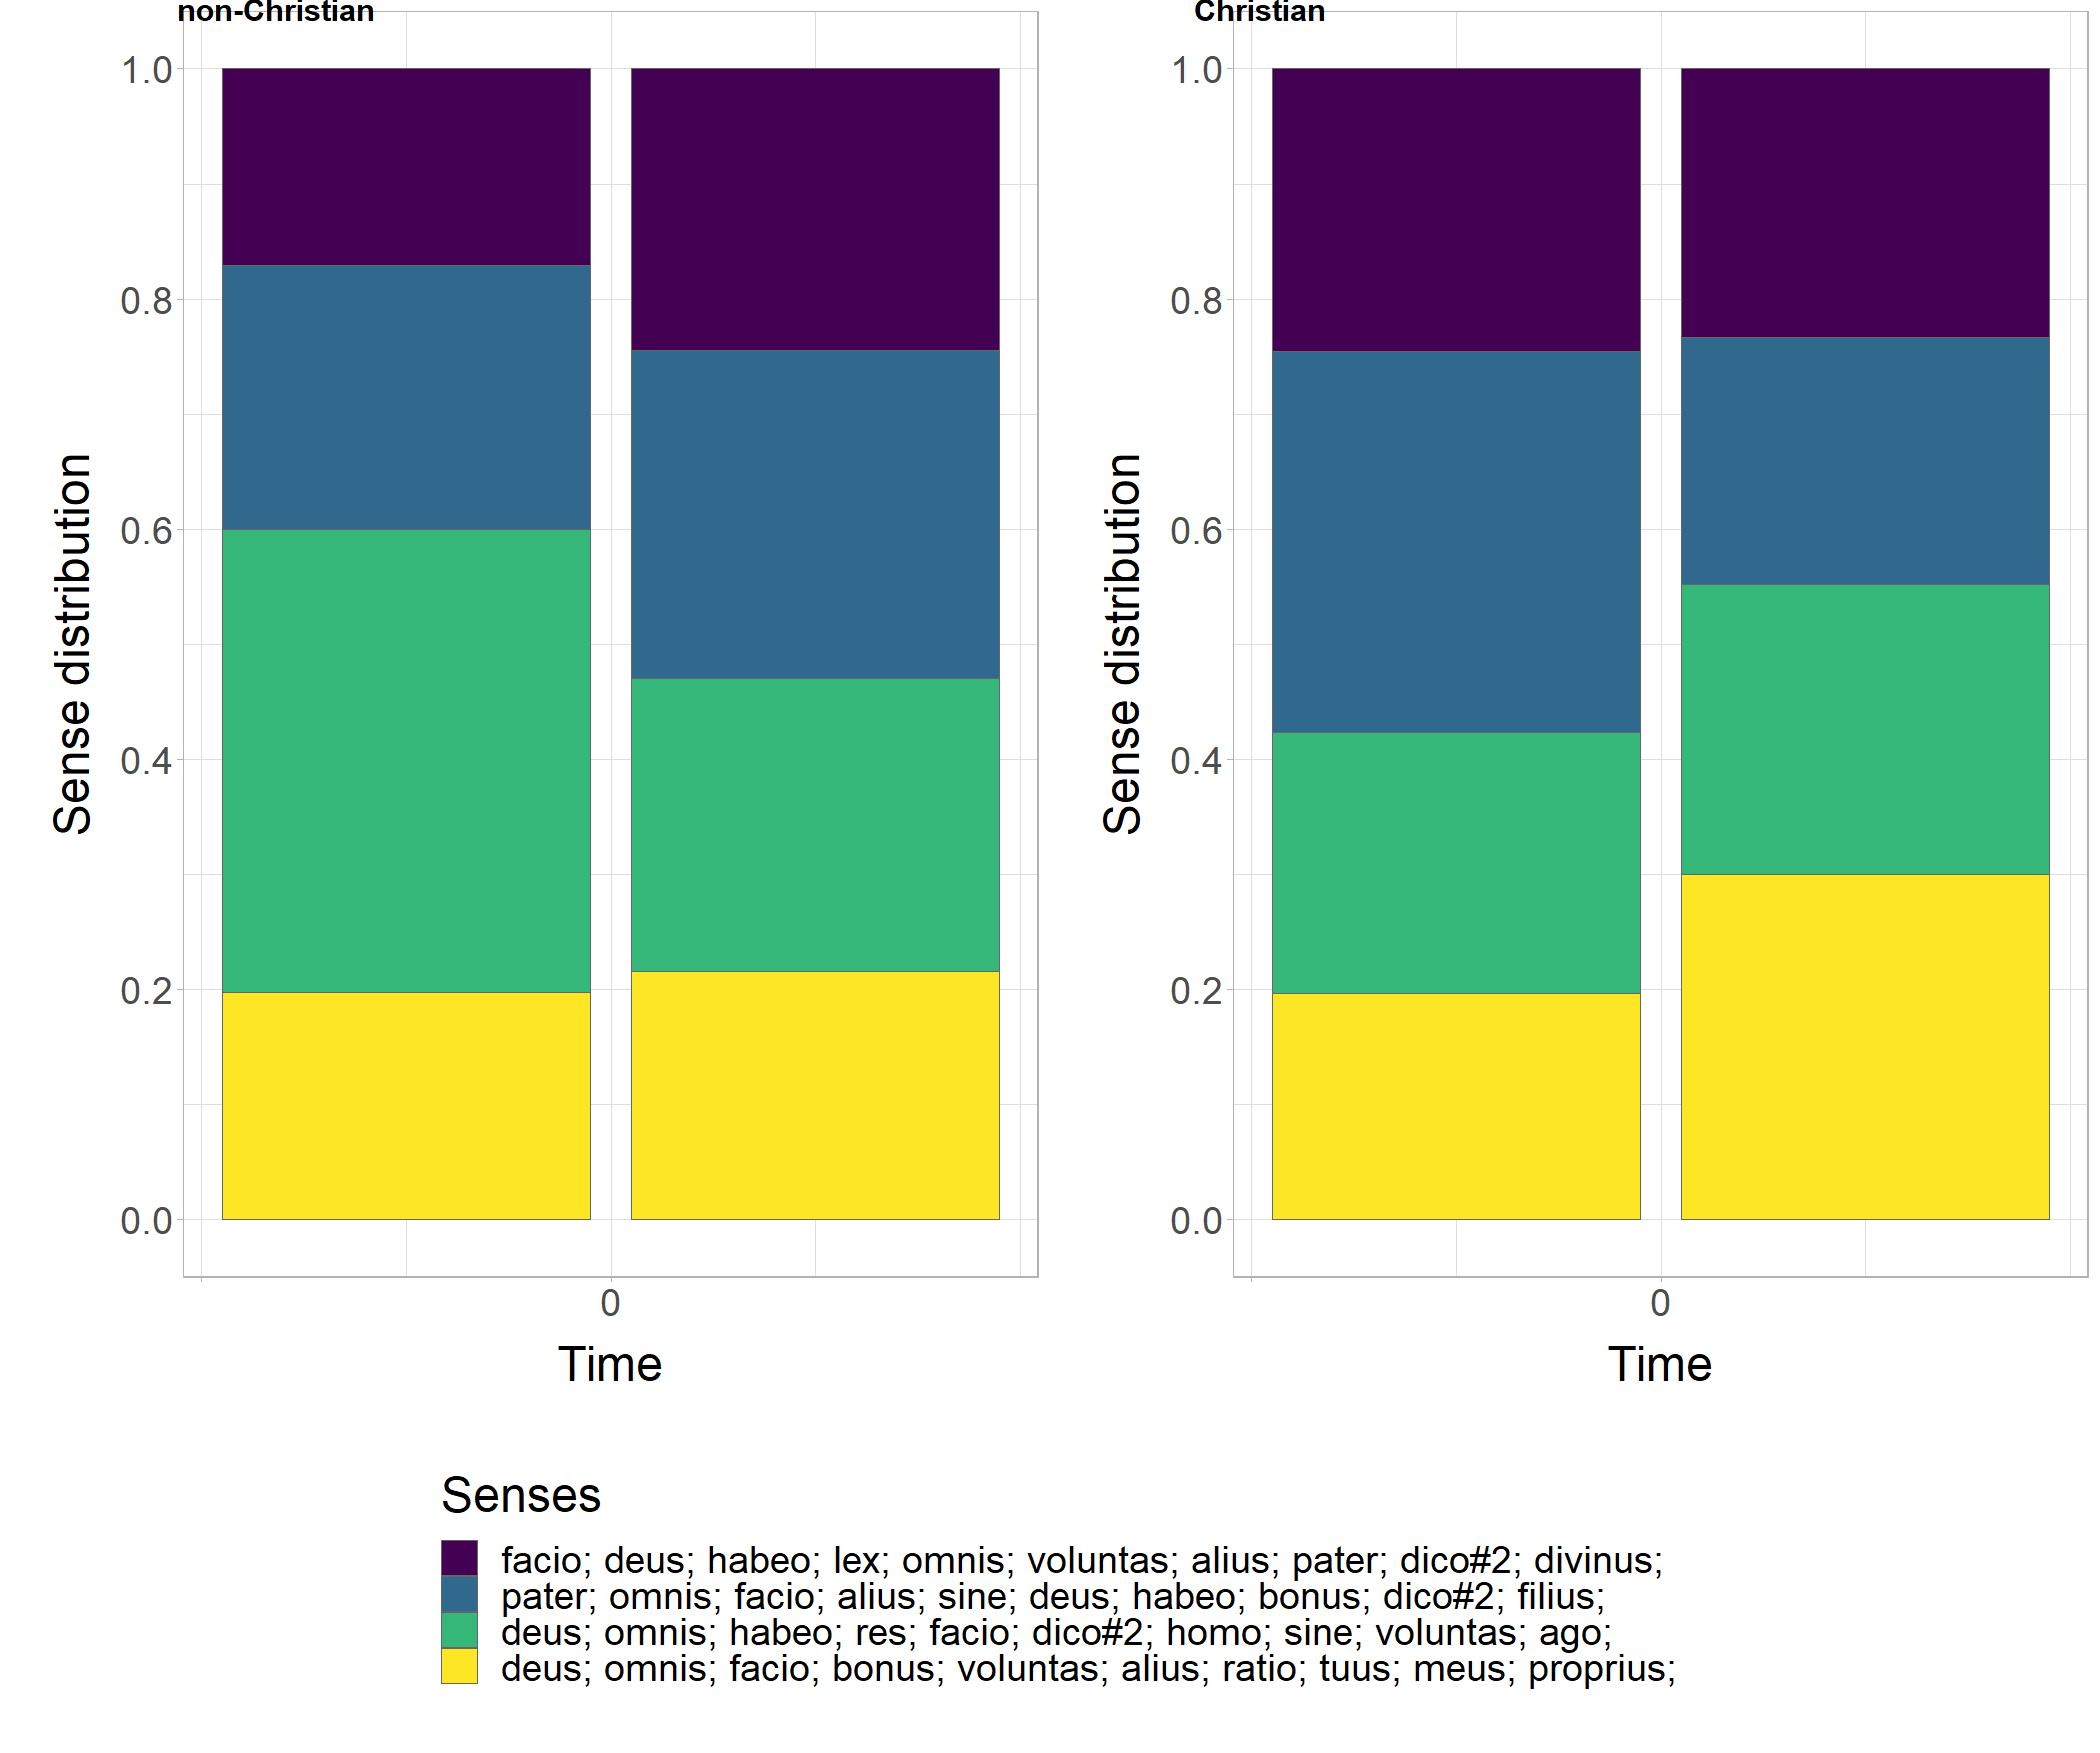 non-Christian
Christian
1.0
0.8
0.6
0.4
0.2
0.0
Sense distribution
0
Time
1.0
0.8
0.6
0.4
0.2
0.0
Sense distribution
0
Time
Senses
facio; deus; habeo; lex; omnis; voluntas; alius; pater; dico#2; divinus;
pater; omnis; facio; alius; sine; deus; habeo; bonus; dico#2; filius;
deus; omnis; habeo; res; facio; dico#2; homo; sine; voluntas; ago;
deus; omnis; facio; bonus; voluntas; alius; ratio; tuus; meus; proprius;